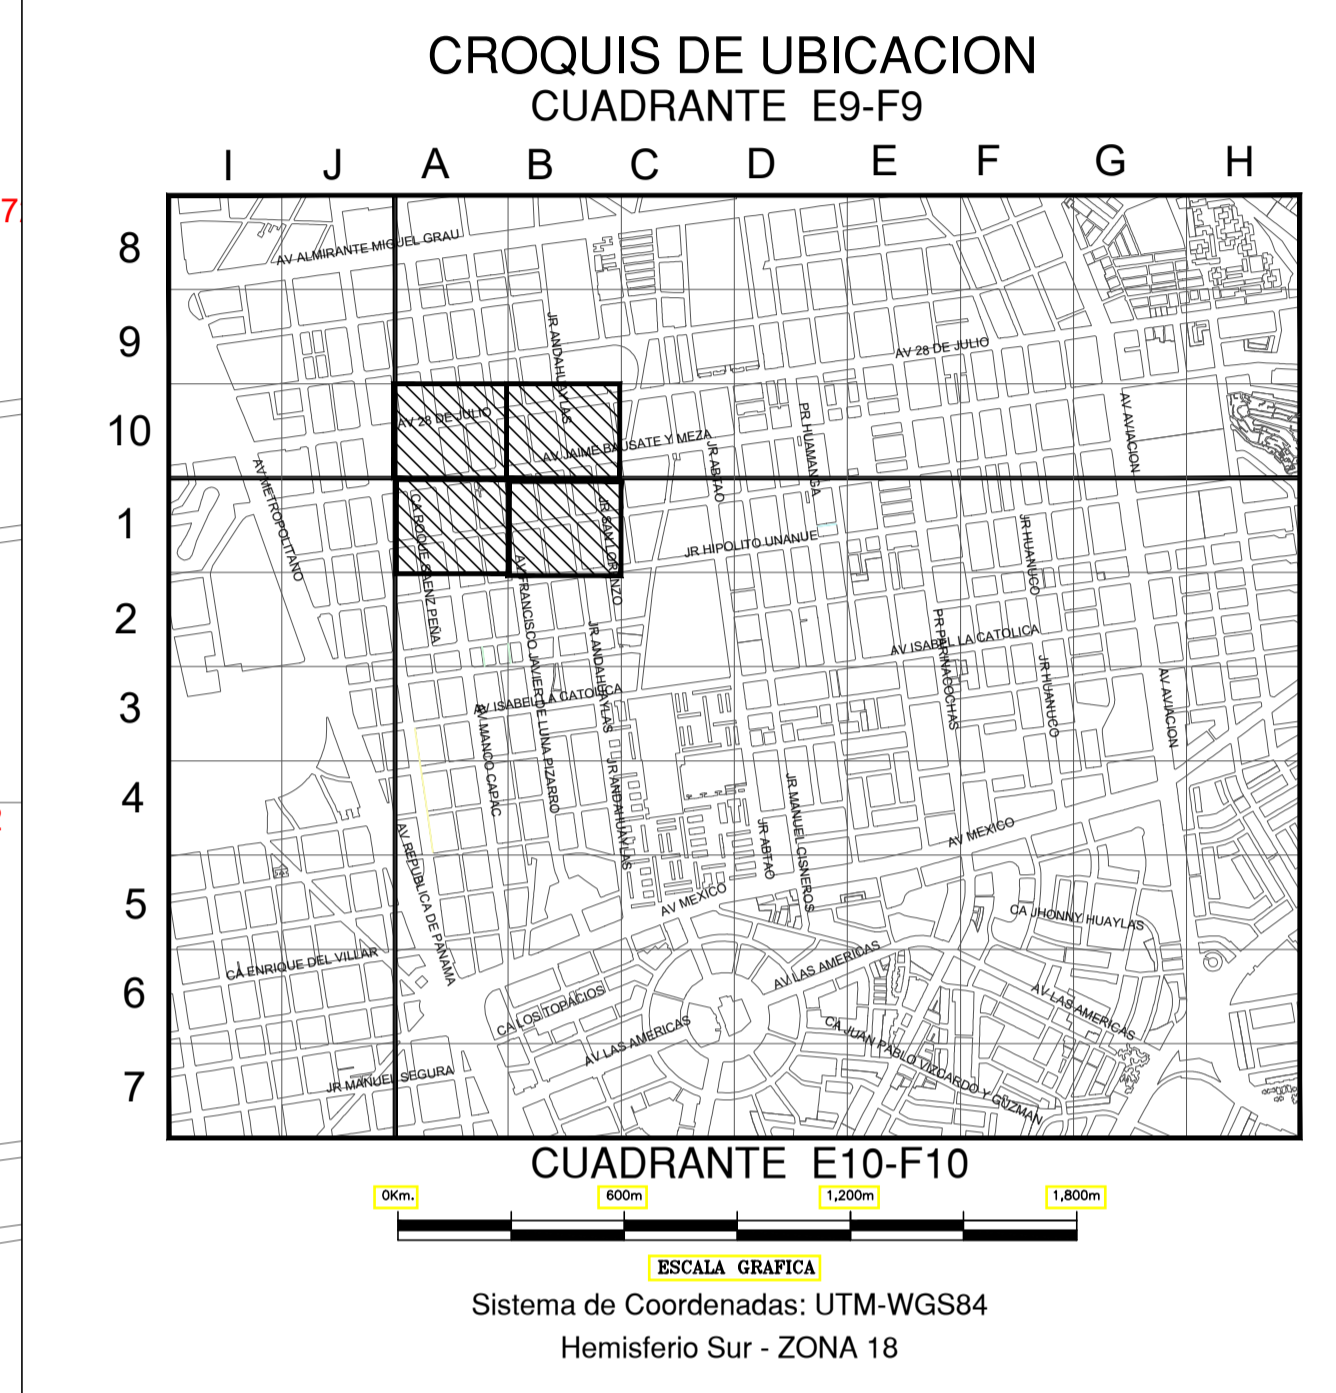 CROQUIS DE UBICACION
CUADRANTE E9-F9
I J A B C D E F G H
7
8
AV ALMIRANTE MIGUEL GRAU
9
JR ANDAHUAYLAS
AV 28 DE JULIO
10
AV 28 DE JULIO
AV JAIME BAUSATE Y MEZA
JR ABTAO
PR HUAMANGA
AV AVIACION
AV METROPOLITANO
1
CA ROQUE SAENZ PEÑA
JR SAN LORENZO
JR HIPOLITO UNANUE
JR HUANUCO
2
AV FRANCISCO JAVIER DE LUNA PIZARRO
JR ANDAHUAYLAS
AV ISABEL LA CATOLICA
PR PARINACOCHAS
JR HUANUCO
AV AVIACION
3
AV ISABEL LA CATOLICA
AV MANCO CAPAC
4
JR ANDAHUAYLAS
JR MANUEL CISNEROS
JR ABTAO
AV MEXICO
AV REPUBLICA DE PANAMA
5
AV MEXICO
CA JHONNY HUAYLAS
CA ENRIQUE DEL VILLAR
AV LAS AMERICAS
6
CA LOS TOPACIOS
AV LAS AMERICAS
AV LAS AMERICAS
CA JUAN PABLO VIZCARDO Y GUZMAN
7
JR MANUEL SEGURA
CUADRANTE E10-F10
0Km. 600m 1,200m 1,800m
ESCALA GRAFICA
Sistema de Coordenadas: UTM-WGS84
Hemisferio Sur - ZONA 18